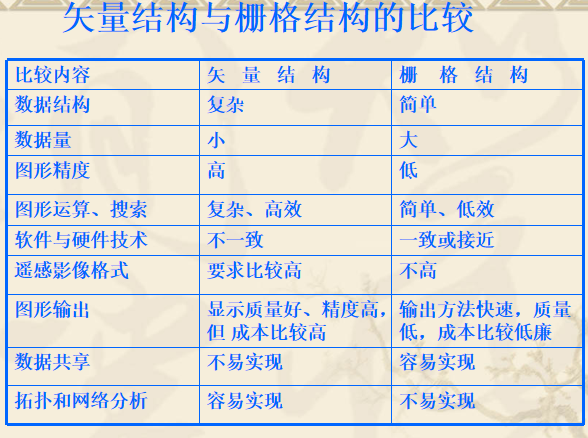 矢量结构与栅格结构的比较
比较内容 矢 量 结 构 栅 格 结 构
数据结构 复杂 简单
数据量 小 大
图形精度 高 低
图形运算、搜索 复杂、高效 简单、低效
软件与硬件技术 不一致 一致或接近
遥感影像格式 要求比较高 不高
图形输出 显示质量好、精度高， 输出方法快速，质量
但 成本比较高 低，成本比较低廉
数据共享 不易实现 容易实现
拓扑和网络分析 容易实现 不易实现